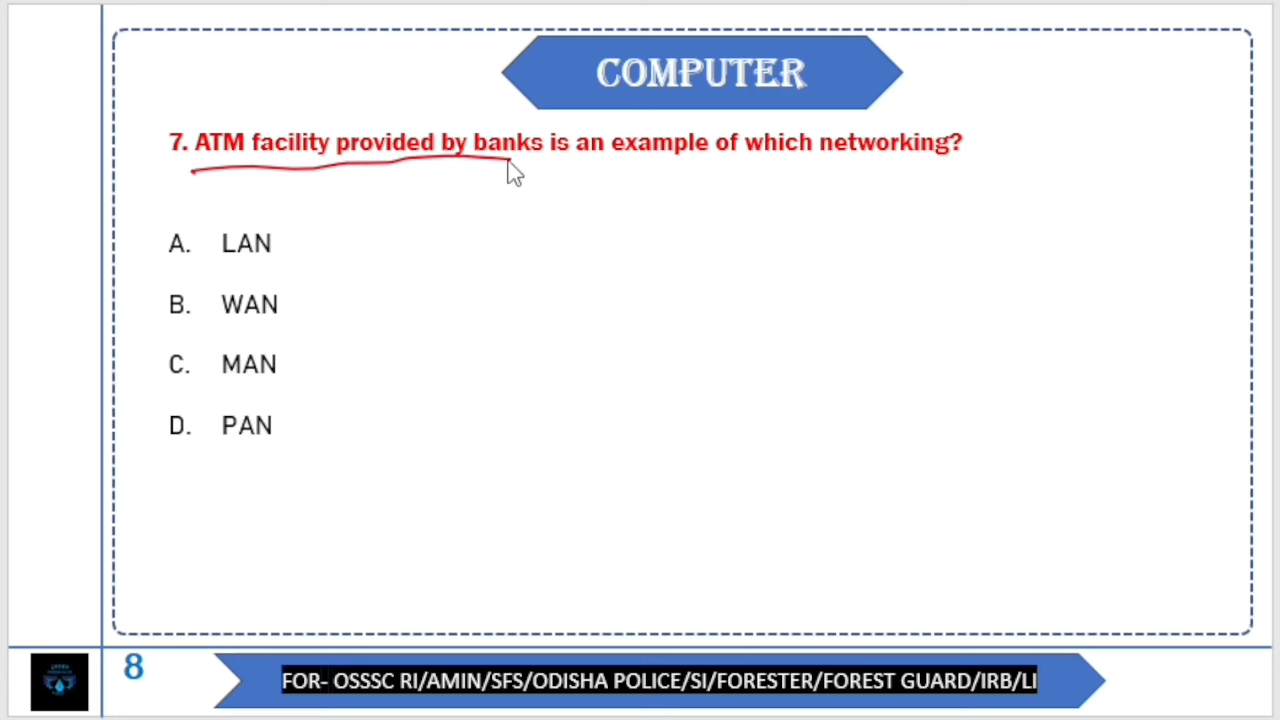 COMPUTER
7. ATM facility provided by banks is an example of which networking?
A. LAN
B. WAN
C. MAN
D. PAN
8
FOR- OSSSC RI/AMIN/SFS/ODISHA POLICE/SI/FORESTER/FOREST GUARD/IRB/LI